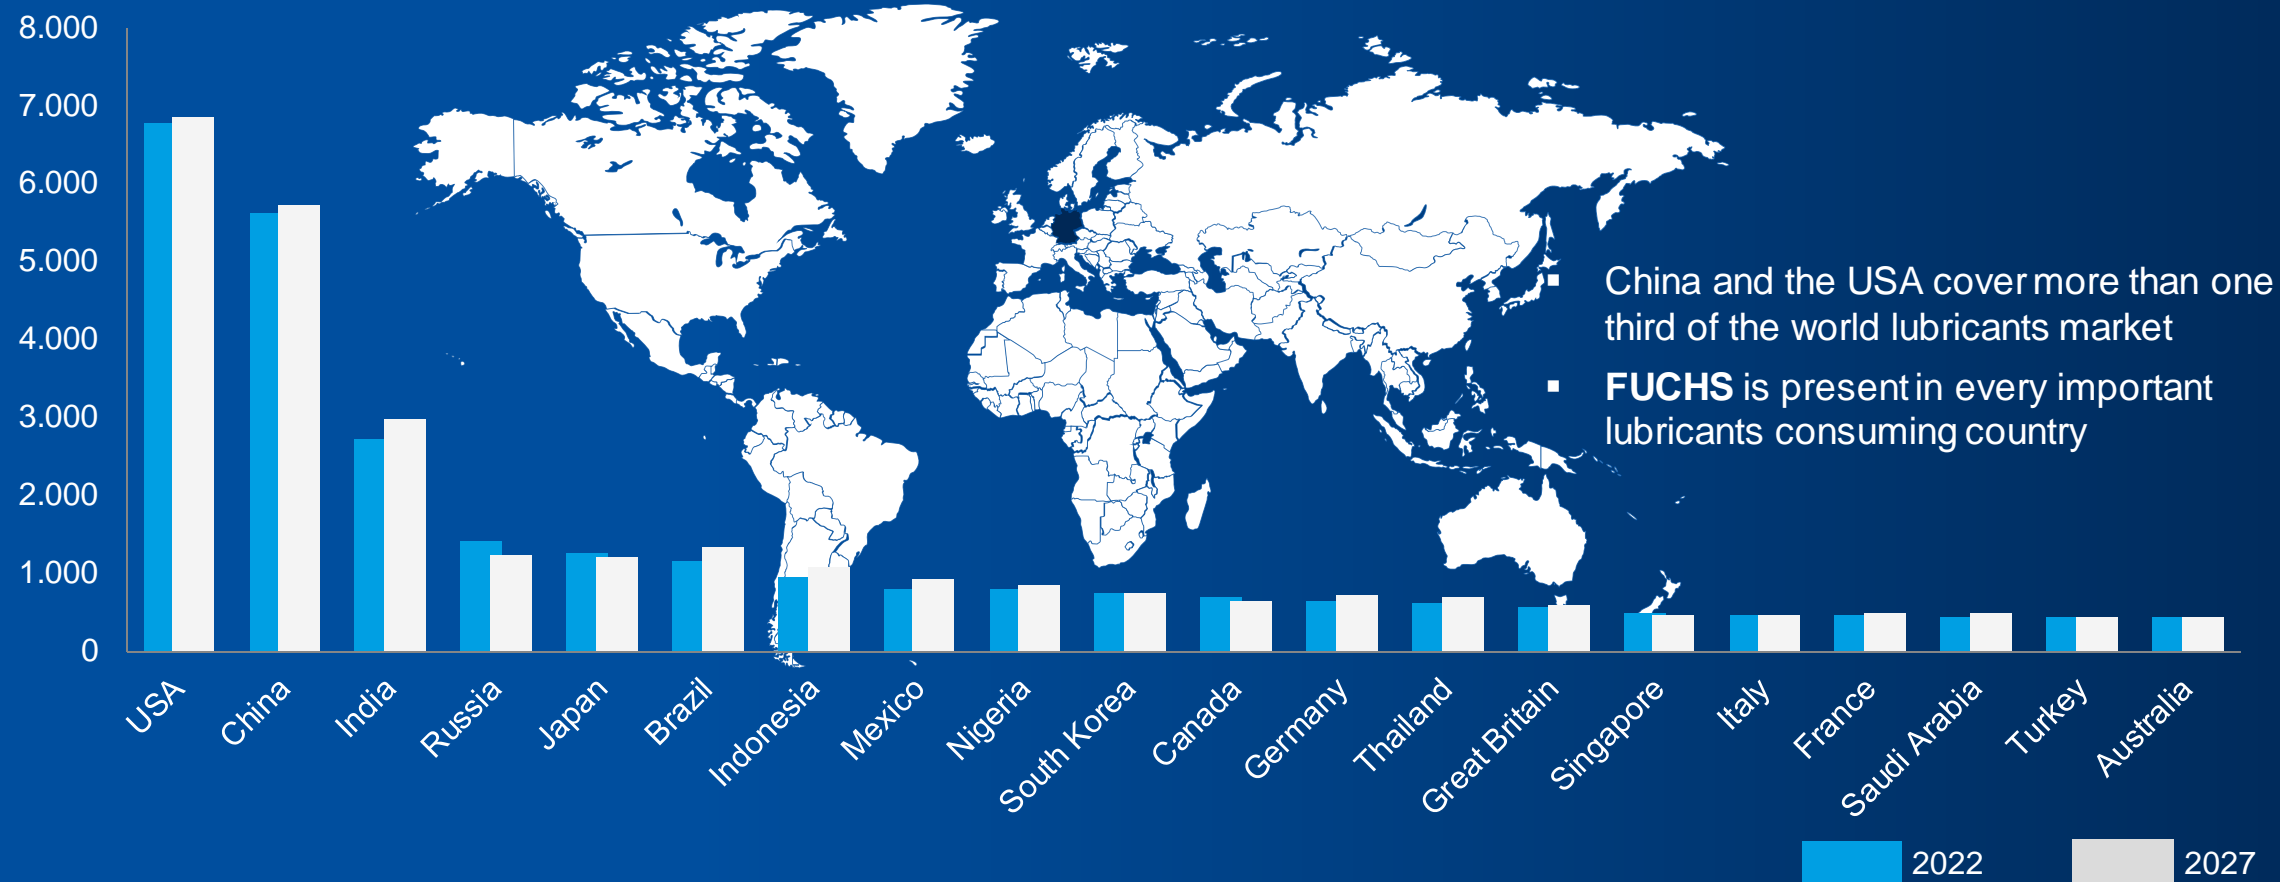 8.000
7.000
6.000
5.000
4.000
3.000
2.000
1.000
0
▪ China and the USA cover more than one
third of the world lubricants market
▪ FUCHS is present in every important
lubricants consuming country
USA
China
India
Russia
Japan
Brazil
Indonesia
Mexico
Nigeria
South Korea
Canada
Germany
Thailand
Great Britain
Singapore
Italy
France
Saudi Arabia
Turkey
Australia
2022
2027